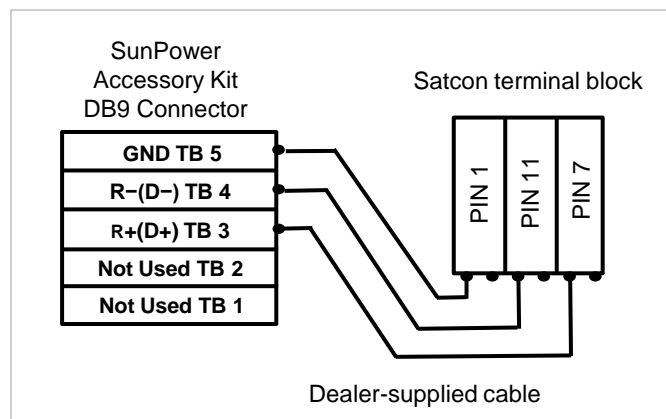 SunPower
Accessory Kit
DB9 Connector
GND TB 5
R−(D−) TB 4
R+(D+) TB 3
Not Used TB 2
Not Used TB 1
Satcon terminal block
PIN 1
PIN 11
PIN 7
Dealer-supplied cable